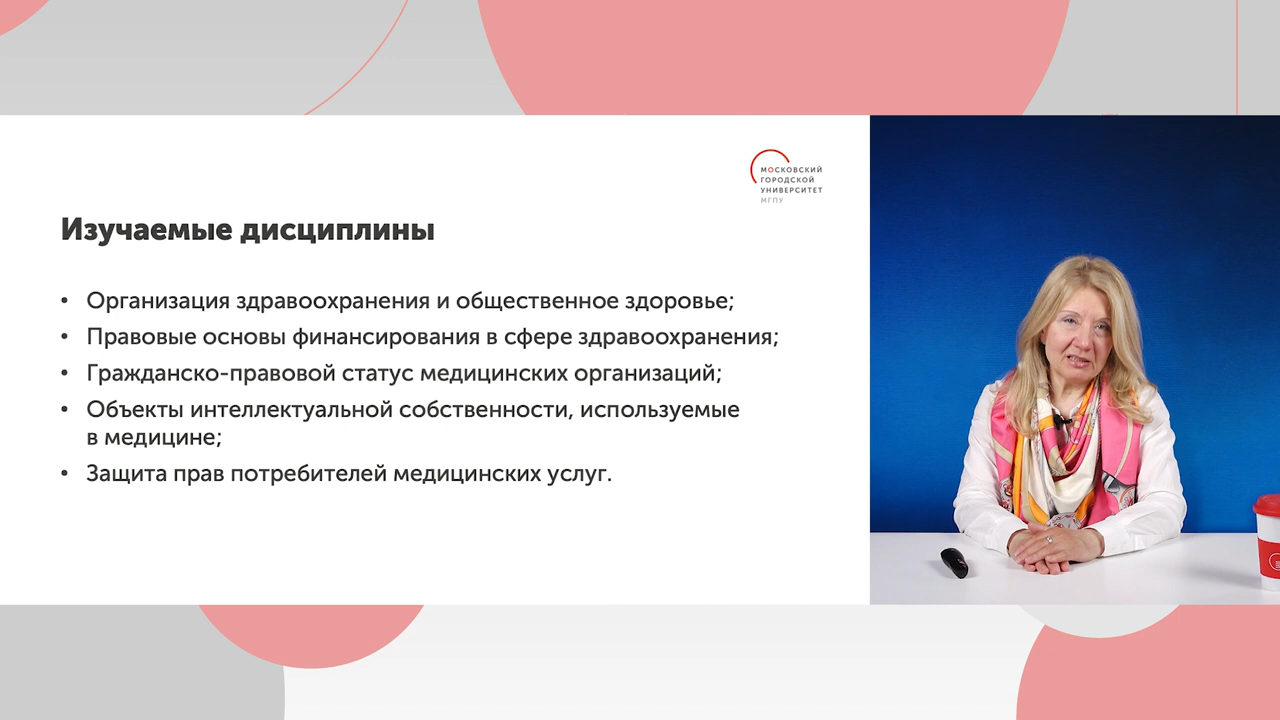 МОСКОВСКИЙ
ГОРОДСКОЙ
УНИВЕРСИТЕТ
МГПУ
Изучаемые дисциплины
• Организация здравоохранения и общественное здоровье;
• Правовые основы финансирования в сфере здравоохранения;
• Гражданско-правовой статус медицинских организаций;
• Объекты интеллектуальной собственности, используемые
в медицине;
• Защита прав потребителей медицинских услуг.